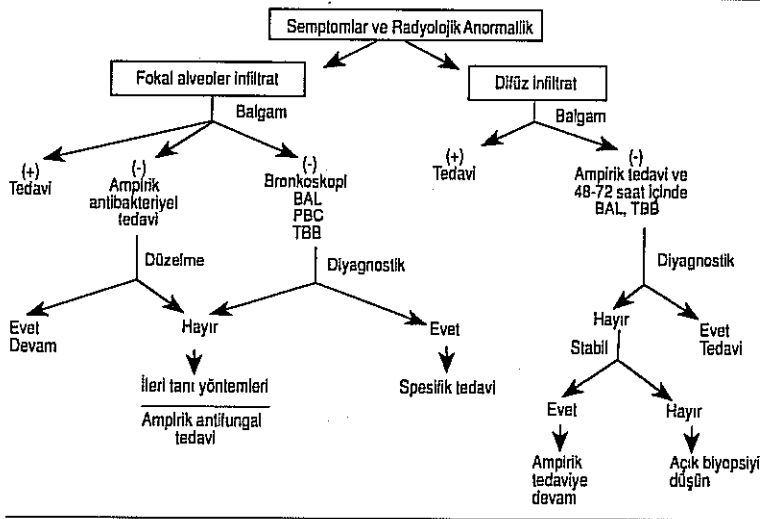 Semptomlar ve Radyolojik Anormallik
Fokal alveoler infiltrat
Difüz infiltrat
Balgam
Balgam
(+)
Tedavi
(-)
Ampirik
antibakteriyel
tedavi
(-)
Bronkoskopi
BAL
PBC
TBB
(+)
Tedavi
(-)
Ampirik tedavi ve
48-72 saat içinde
BAL, TBB
Düzelme
Diyagnostik
Diyagnostik
Evet
Devam
Hayır
Evet
Hayır
Evet
Tedavi
Stabil
İleri tanı yöntemleri
Ampirik antifungal
tedavi
Spesifik tedavi
Evet
Hayır
Ampirik
tedaviye
devam
Açık biyopsiyi
düşün